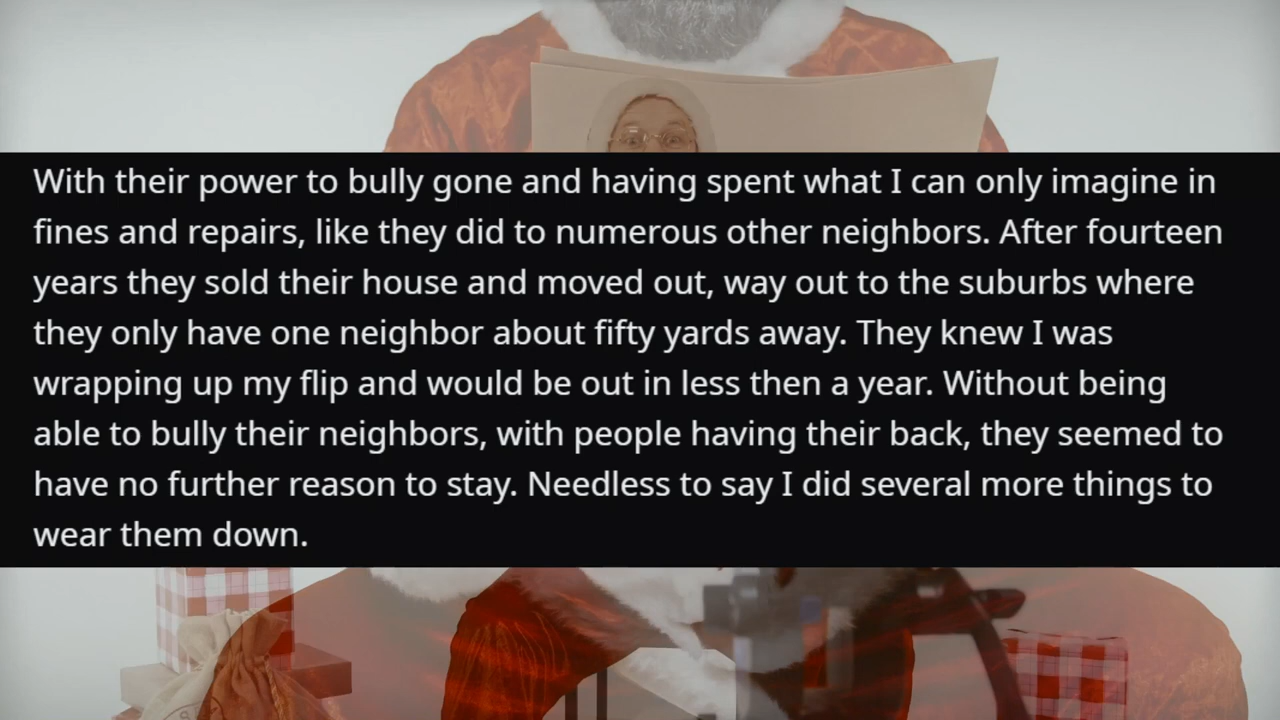 With their power to bully gone and having spent what I can only imagine in
fines and repairs, like they did to numerous other neighbors. After fourteen
years they sold their house and moved out, way out to the suburbs where
they only have one neighbor about fifty yards away. They knew I was
wrapping up my flip and would be out in less then a year. Without being
able to bully their neighbors, with people having their back, they seemed to
have no further reason to stay. Needless to say I did several more things to
wear them down.